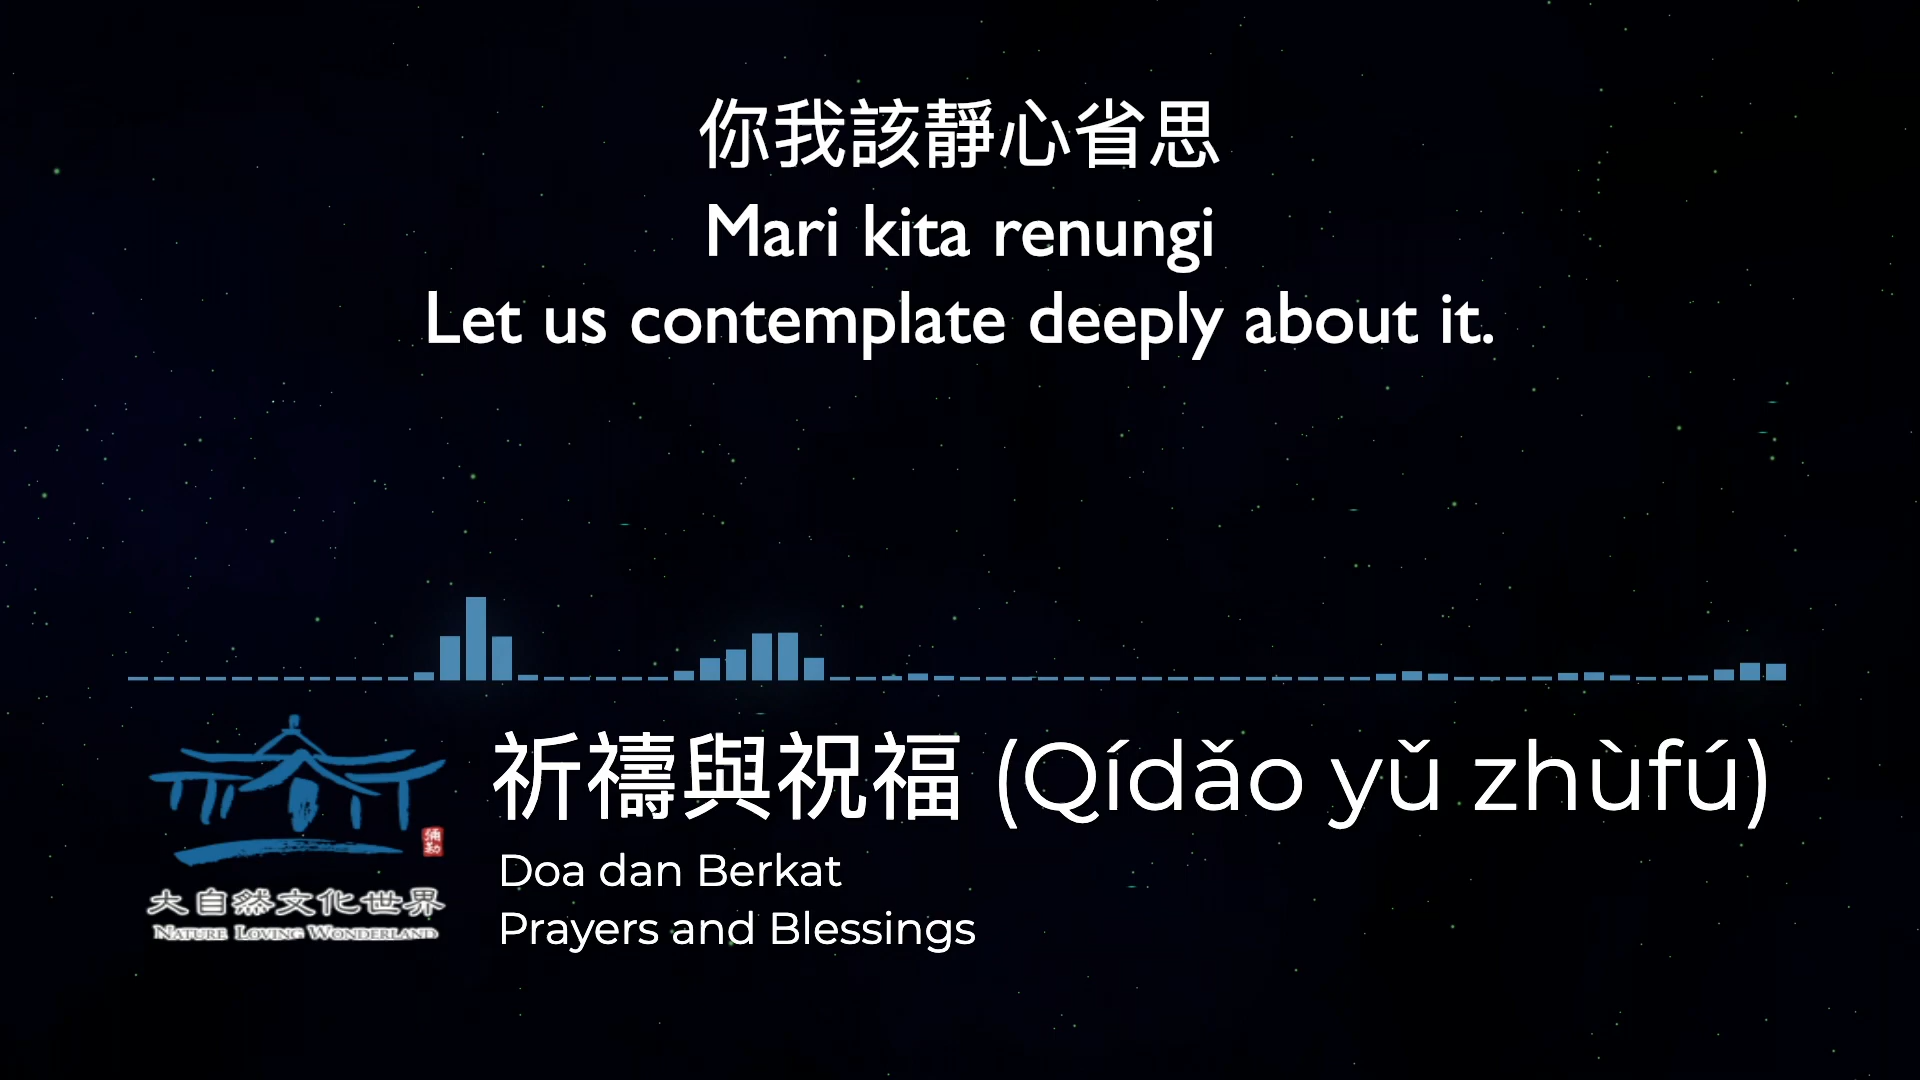 你我該靜心省思
Mari kita renungi
Let us contemplate deeply about it.
祈禱與祝福 (Qídǎo yǔ zhùfú)
Doa dan Berkat
Prayers and Blessings
彌勒
大自然文化世界
NATURE LOVING WONDERLAND